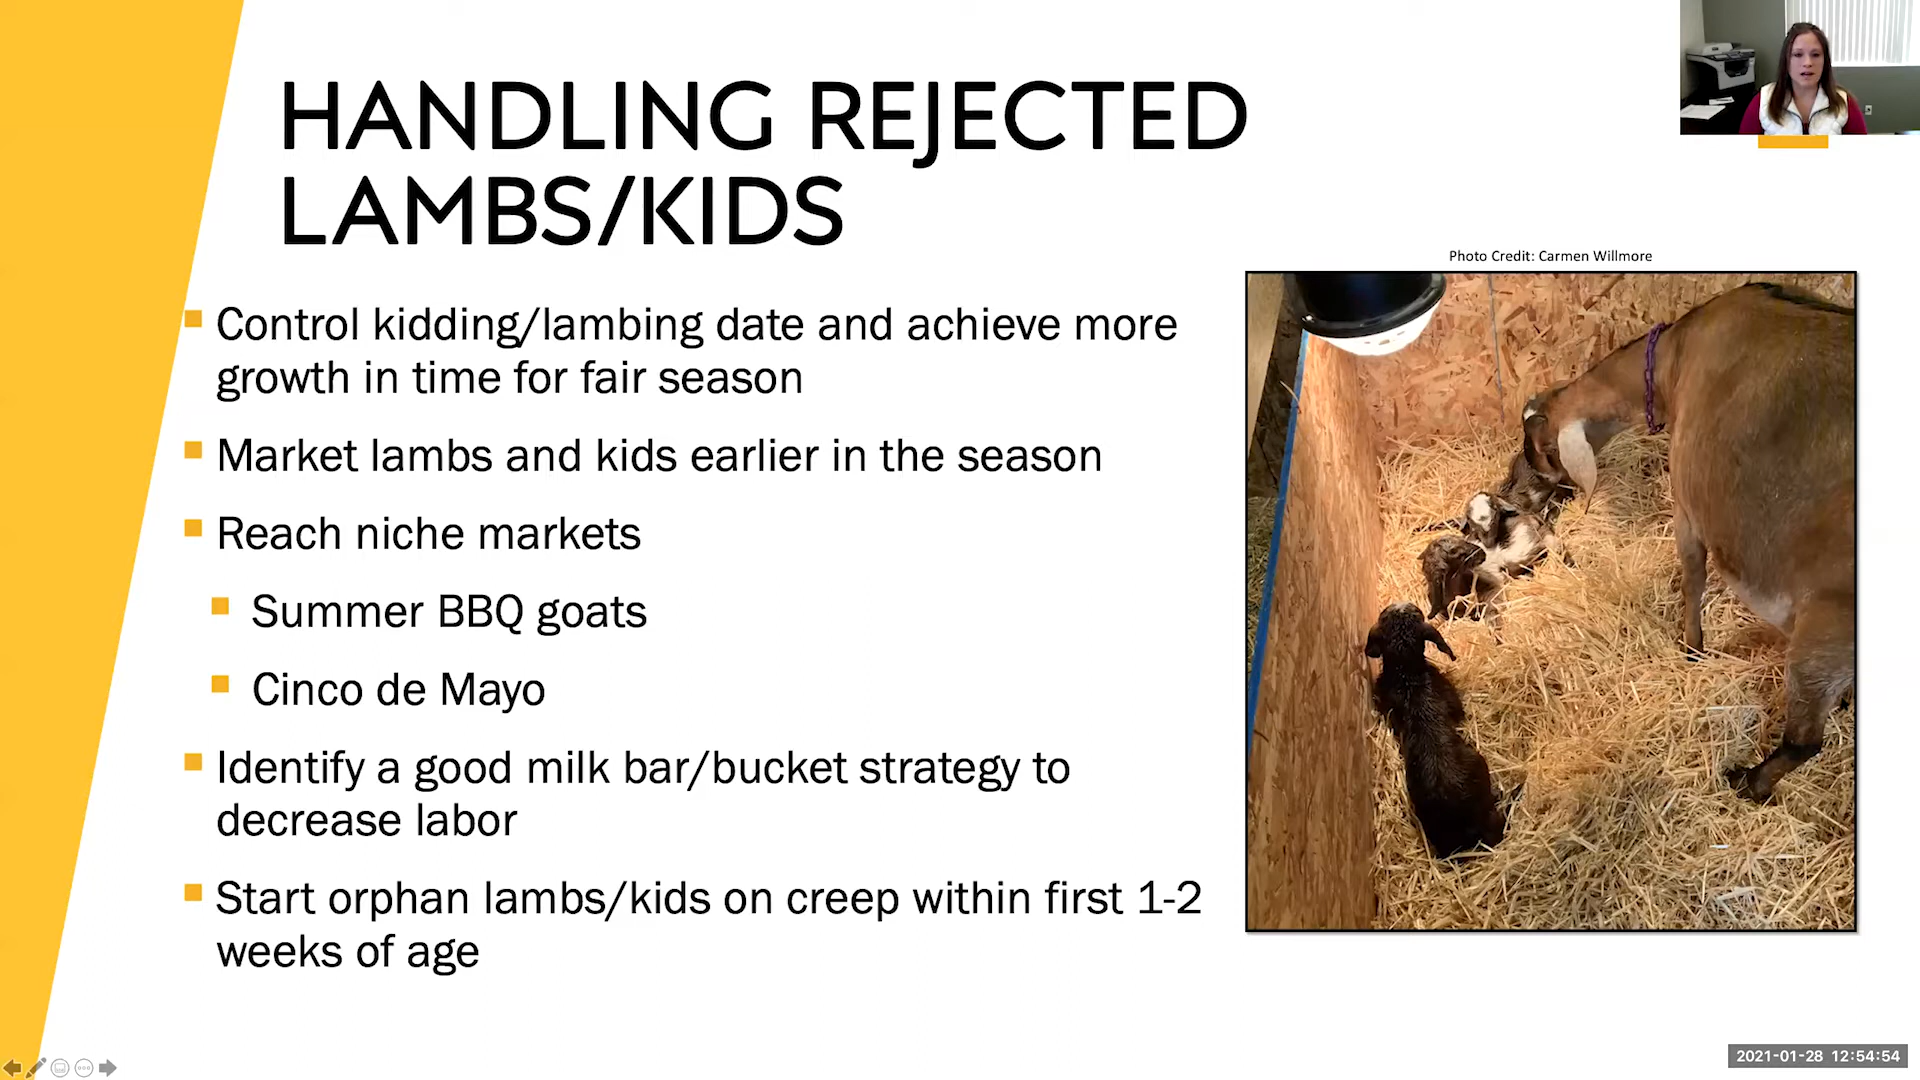 HANDLING REJECTED
LAMBS/KIDS
Photo Credit: Carmen Willmore
Control kidding/lambing date and achieve more
growth in time for fair season
Market lambs and kids earlier in the season
Reach niche markets
Summer BBQ goats
Cinco de Mayo
Identify a good milk bar/bucket strategy to
decrease labor
Start orphan lambs/kids on creep within first 1-2
weeks of age
2021-01-28 12:54:54